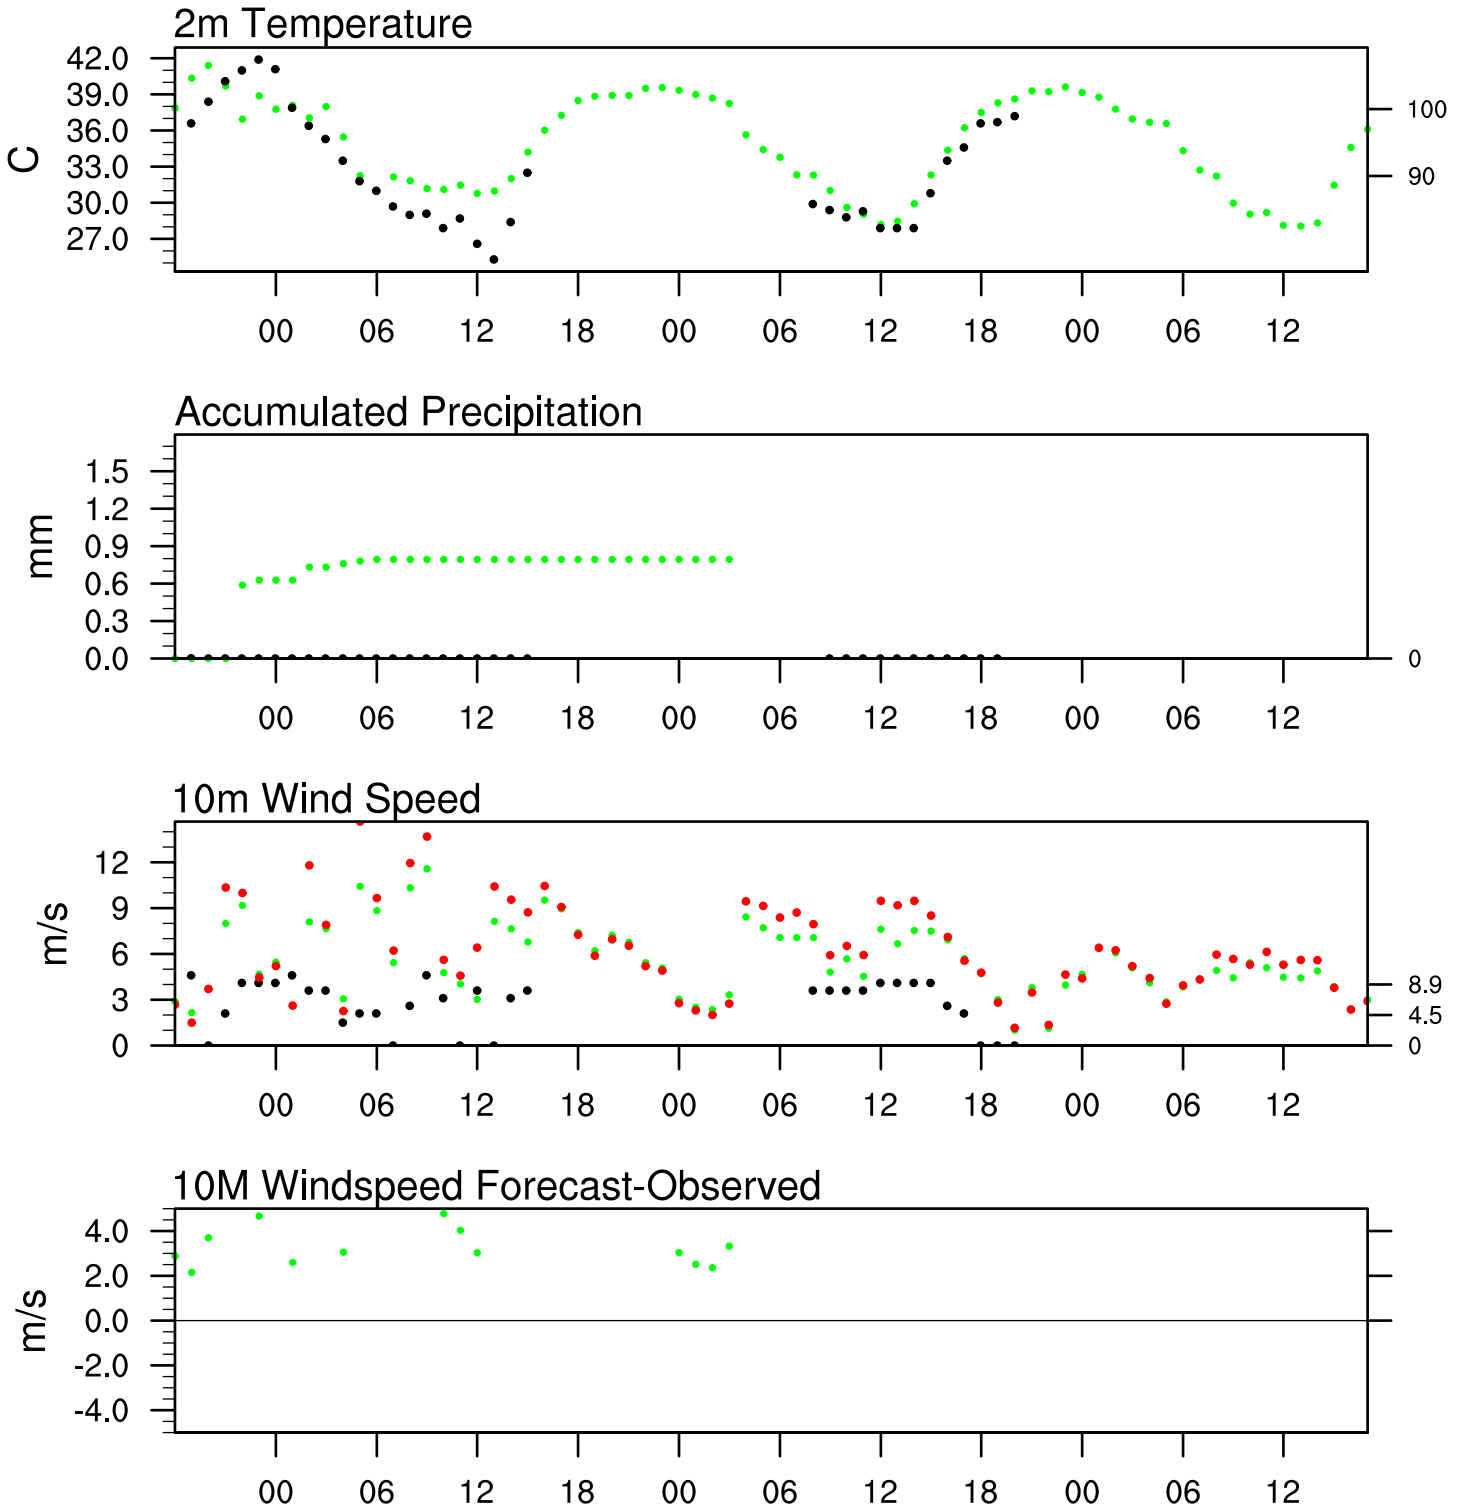 2m Temperature
42.0
39.0
36.0
33.0
30.0
27.0
C
100
90
00 06 12 18 00 06 12 18 00 06 12
Accumulated Precipitation
1.5
1.2
0.9
0.6
0.3
0.0
mm
0
00 06 12 18 00 06 12 18 00 06 12
10m Wind Speed
12
9
6
3
0
m/s
8.9
4.5
0
00 06 12 18 00 06 12 18 00 06 12
10M Windspeed Forecast-Observed
4.0
2.0
0.0
-2.0
-4.0
m/s
00 06 12 18 00 06 12 18 00 06 12